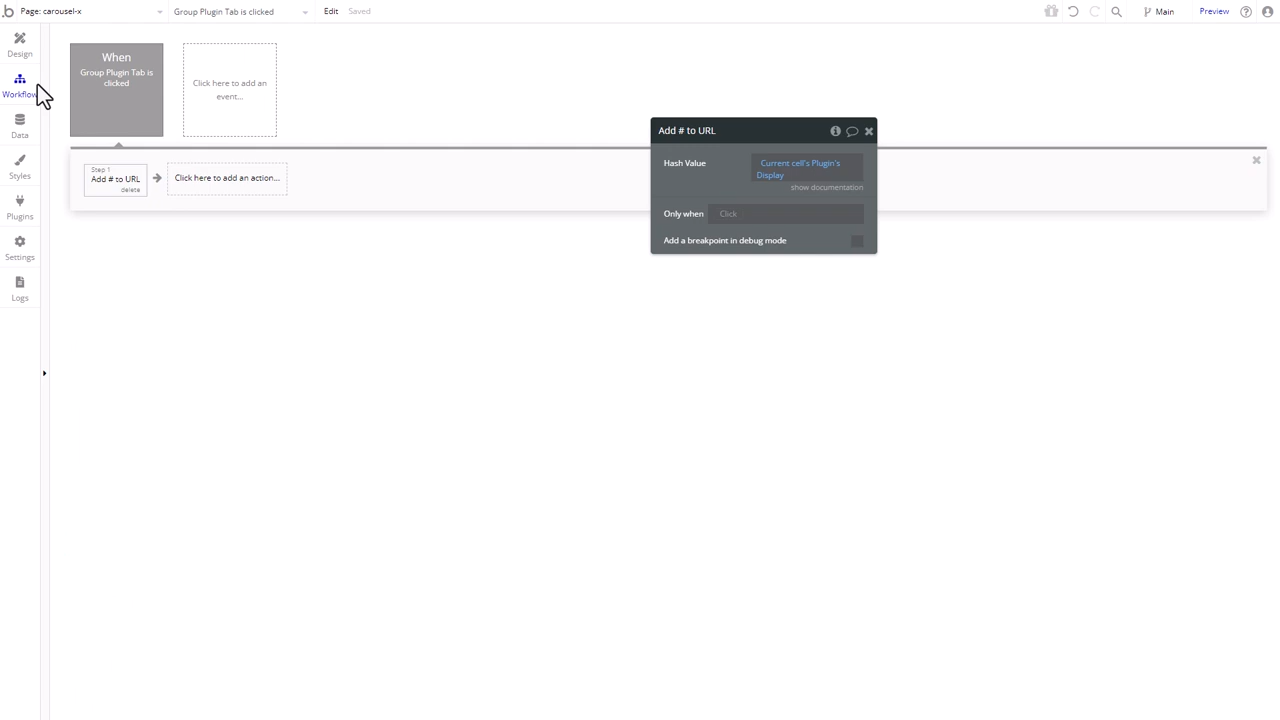 Page: carousel-x
Group Plugin Tab is clicked
Edit
Saved
Main
Preview
Design
Workflow
Data
Styles
Plugins
Settings
Logs
When
Group Plugin Tab is
clicked
Click here to add an
event...
Step 1
Add # to URL
delete
Click here to add an action...
Add # to URL
Hash Value
Current cell's Plugin's
Display
show documentation
Only when
Click
Add a breakpoint in debug mode